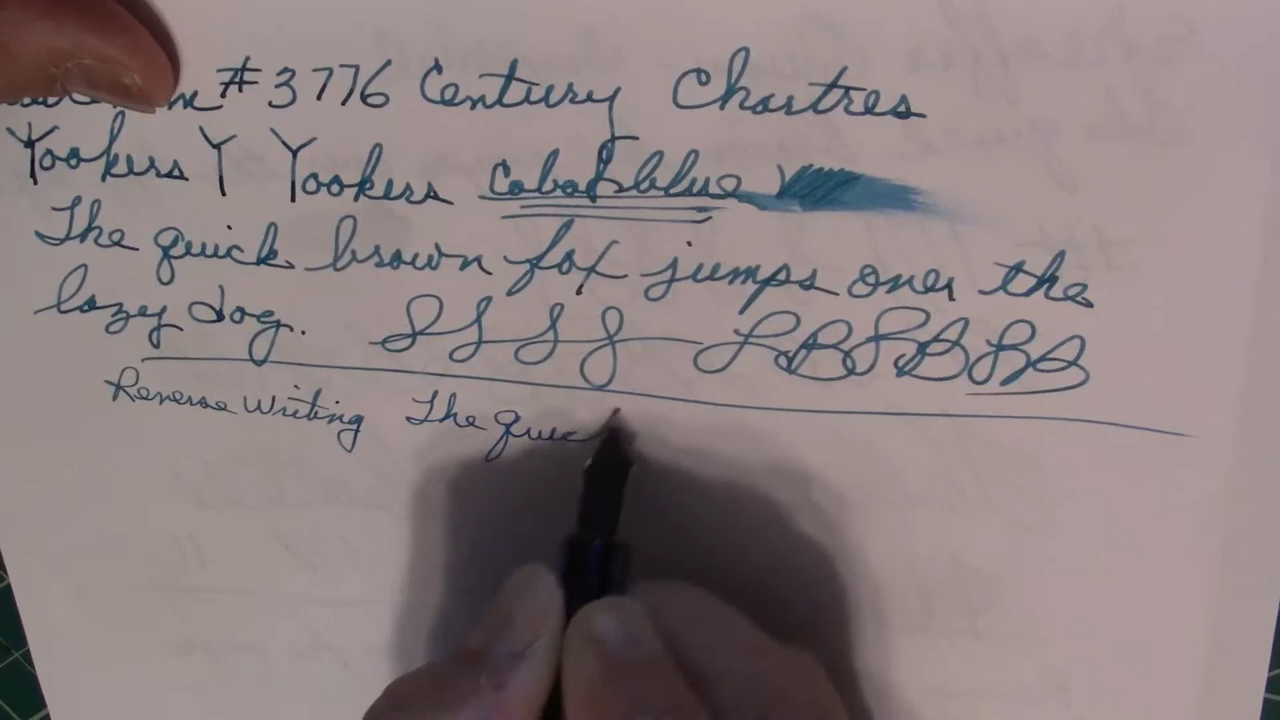 #3776 Century Chartres
Yookers Y Yookers cobalt blue
The quick brown fox jumps over the
lazy dog.
Reverse Writing The quic